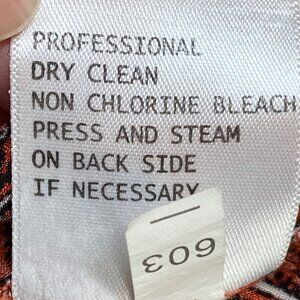 PROFESSIONAL
DRY CLEAN
NON CHLORINE BLEACH
PRESS AND STEAM
ON BACK SIDE
IF NECESSARY
603